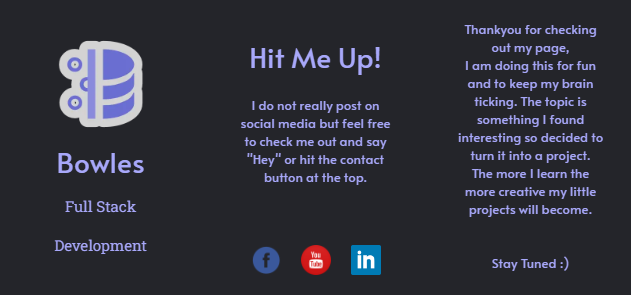 Bowles
Full Stack
Development
Hit Me Up!
I do not really post on
social media but feel free
to check me out and say
"Hey" or hit the contact
button at the top.
f
You
Tube
in
Thankyou for checking
out my page,
I am doing this for fun
and to keep my brain
ticking. The topic is
something I found
interesting so decided to
turn it into a project.
The more I learn the
more creative my little
projects will become.
Stay Tuned :)